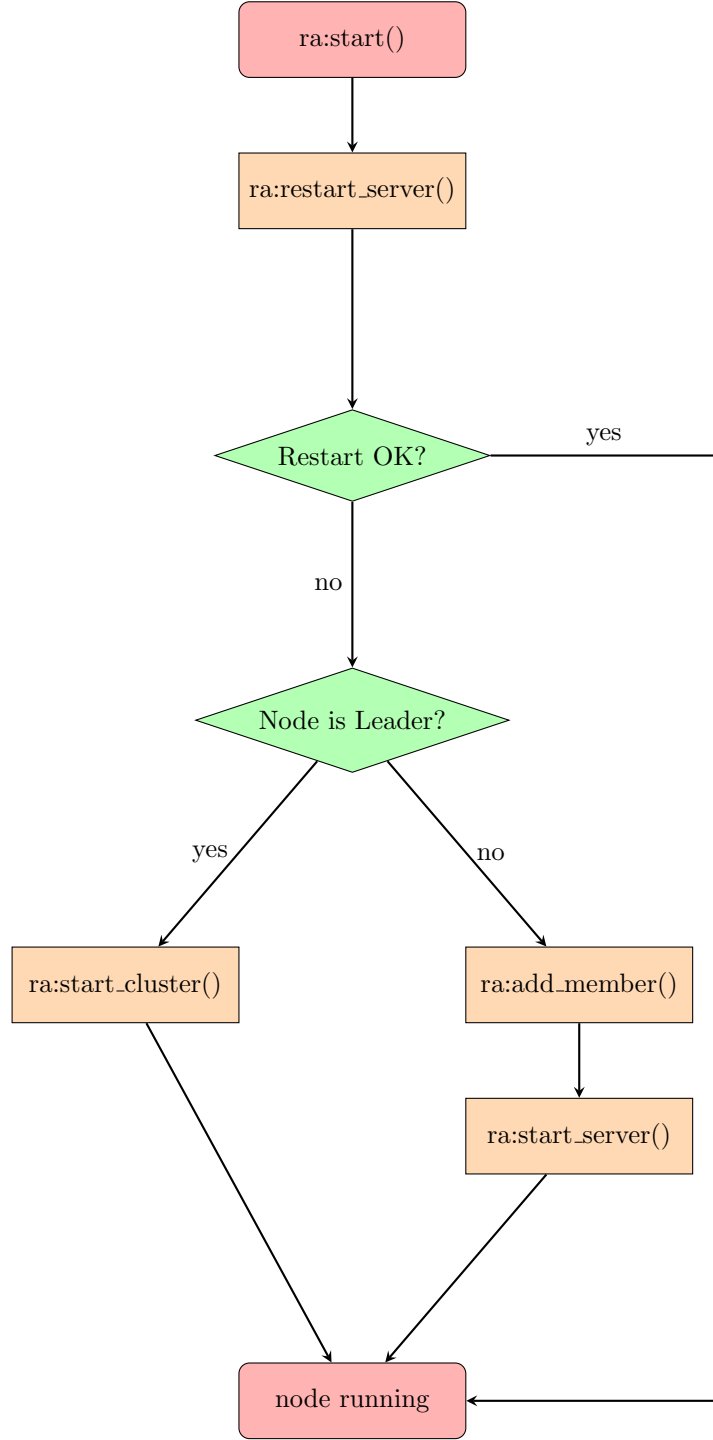 ra:start()
ra:restart_server()
Restart OK?
yes
no
Node is Leader?
yes
no
ra:start_cluster()
ra:add_member()
ra:start_server()
node running